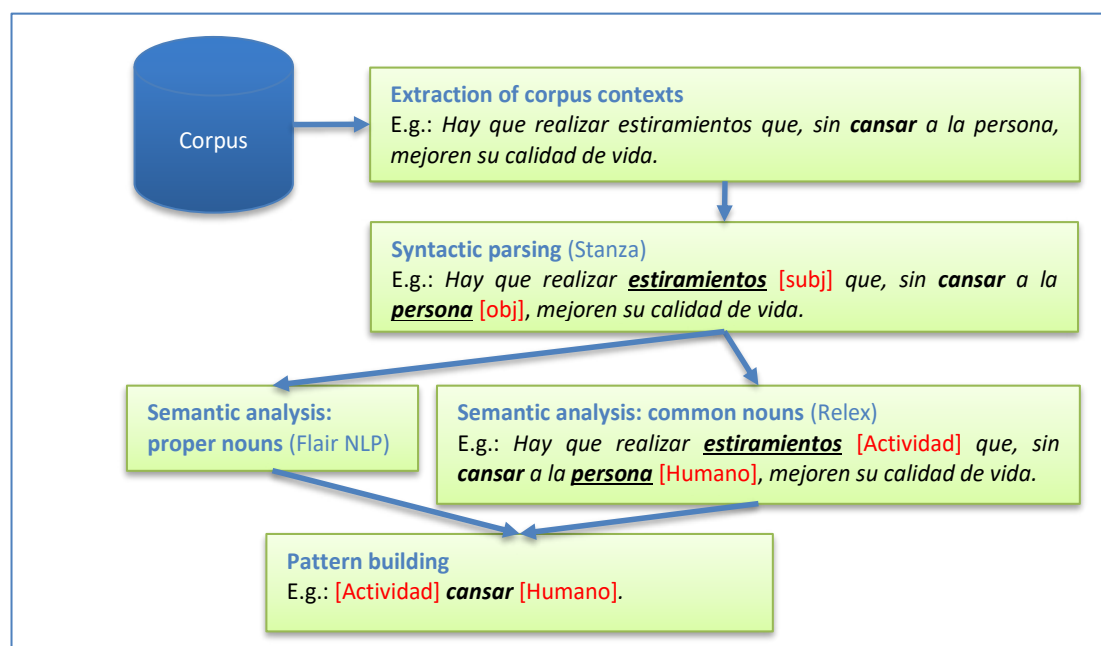 Corpus
Extraction of corpus contexts
E.g.: Hay que realizar estiramientos que, sin cansar a la persona,
mejoren su calidad de vida.
Syntactic parsing (Stanza)
E.g.: Hay que realizar estiramientos [subj] que, sin cansar a la
persona [obj], mejoren su calidad de vida.
Semantic analysis:
proper nouns (Flair NLP)
Semantic analysis: common nouns (Relex)
E.g.: Hay que realizar estiramientos [Actividad] que, sin
cansar a la persona [Humano], mejoren su calidad de vida.
Pattern building
E.g.: [Actividad] cansar [Humano].